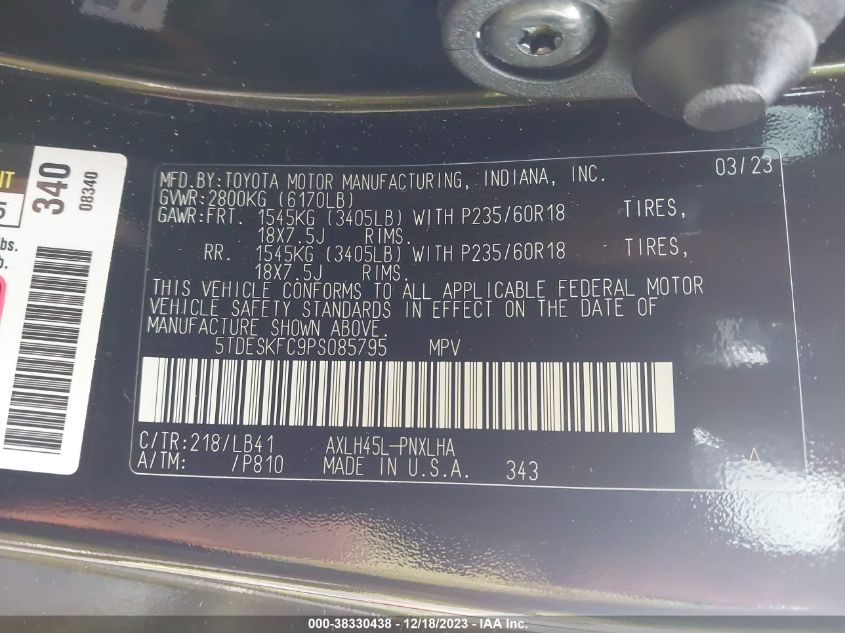 IT
5
lbs.
b.
340
08340
MFD.BY:TOYOTA MOTOR MANUFACTURING, INDIANA, INC. 03/23
GVWR:2800KG (6170LB)
GAWR:FRT. 1545KG (3405LB) WITH P235/60R18 TIRES,
18X7.5J RIMS.
RR. 1545KG (3405LB) WITH P235/60R18 TIRES,
18X7.5J RIMS.
THIS VEHICLE CONFORMS TO ALL APPLICABLE FEDERAL MOTOR
VEHICLE SAFETY STANDARDS IN EFFECT ON THE DATE OF
MANUFACTURE SHOWN ABOVE.
5TDESKFC9PS085795 MPV
C/TR:218/LB41 AXLH45L-PNXLHA
A/TM: /P810 MADE IN U.S.A. 343
000-38330438 - 12/18/2023 - IAA Inc.